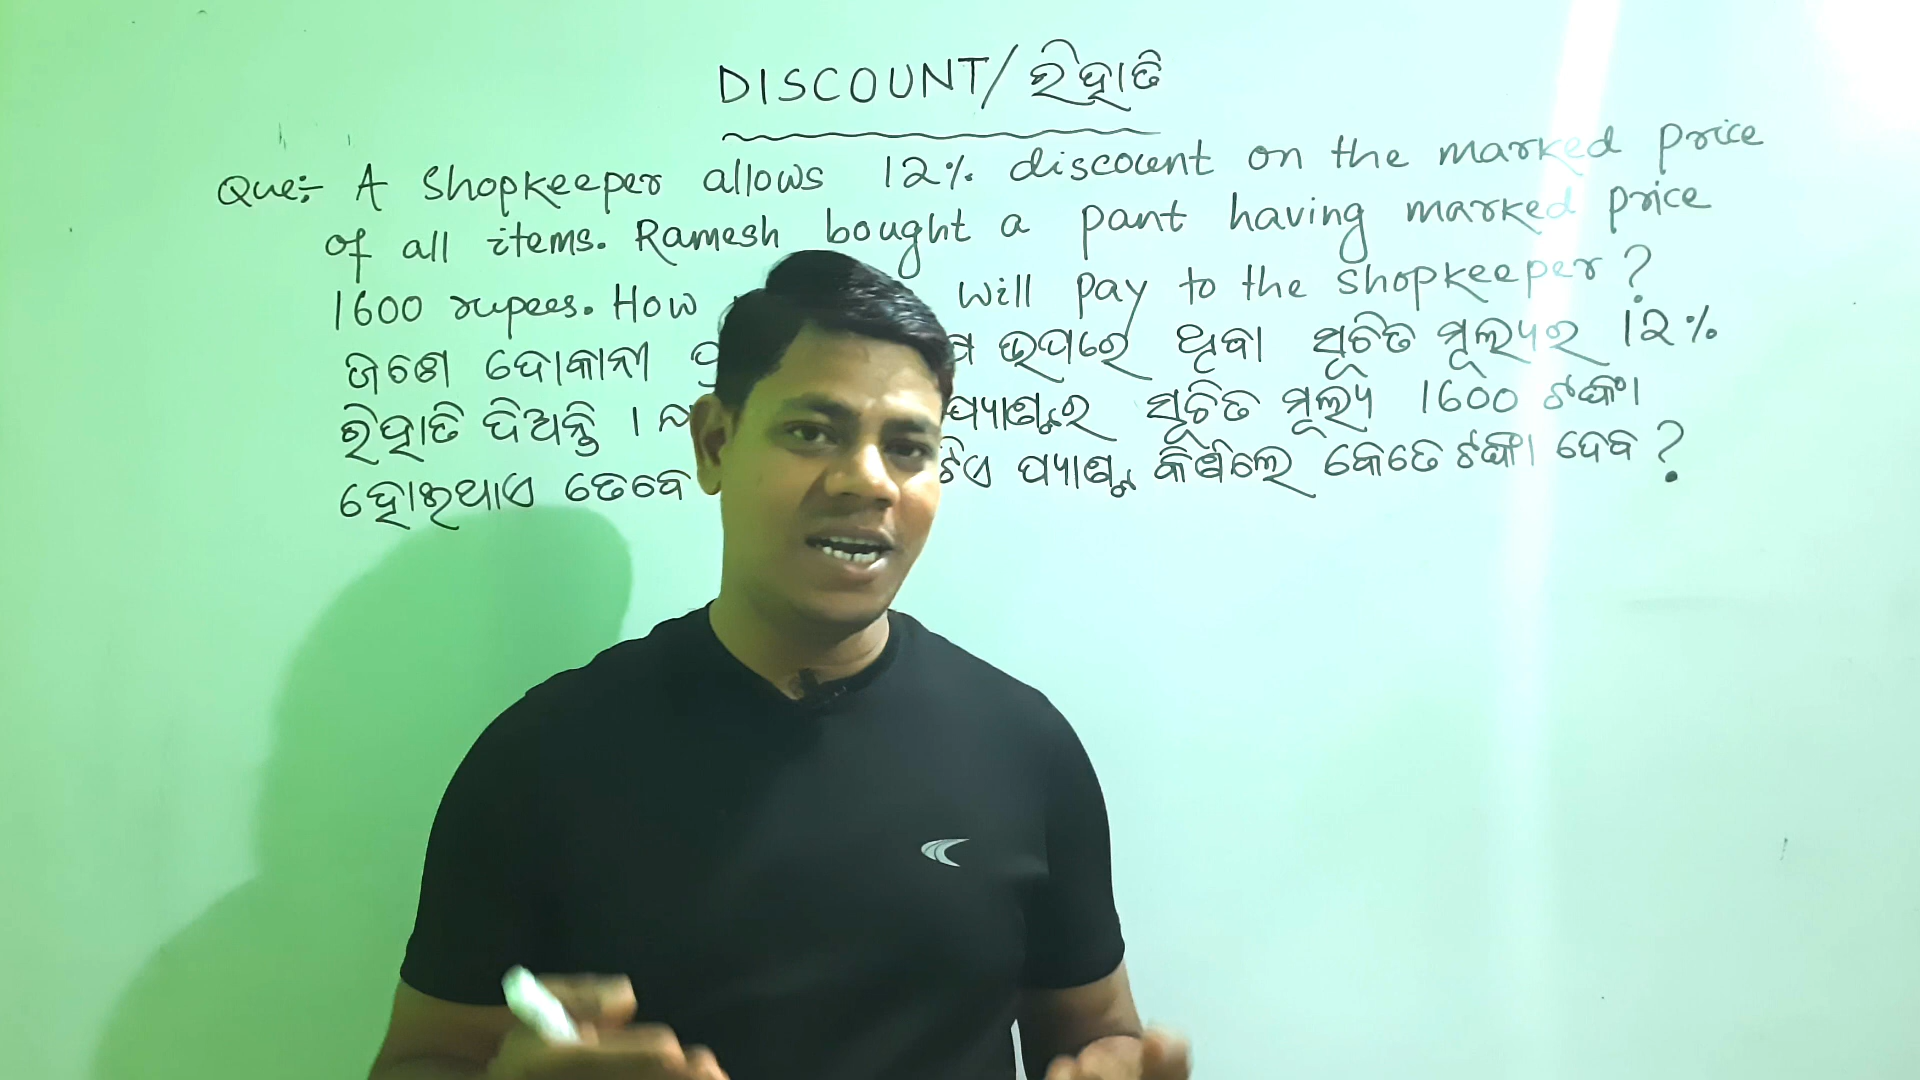 DISCOUNT/ ରିହାତି
Que:- A Shopkeeper allows 12% discount on the marked price
of all items. Ramesh bought a pant having marked price
1600 rupees. How will pay to the shopkeeper?
ଜଣେ ଦୋକାନୀ ଉପରେ ଥିବା ସୂଚିତ ମୂଲ୍ୟର 12%
ରିହାତି ଦିଅନ୍ତି । ପ୍ୟାଣ୍ଟର ସୂଚିତ ମୂଲ୍ୟ 1600 ଟଙ୍କା
ହୋଇଥାଏ ତେବେ ପ୍ୟାଣ୍ଟ କିଣିଲେ କେତେ ଟଙ୍କା ଦେବ ?